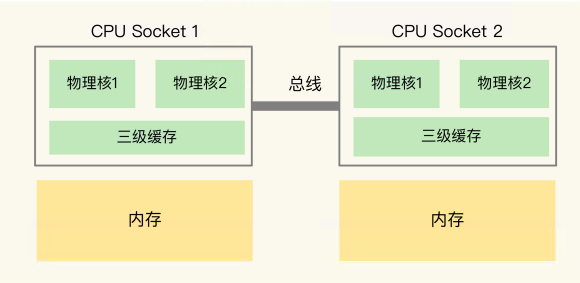 CPU Socket 1
CPU Socket 2
物理核1
物理核2
总线
物理核1
物理核2
三级缓存
三级缓存
内存
内存